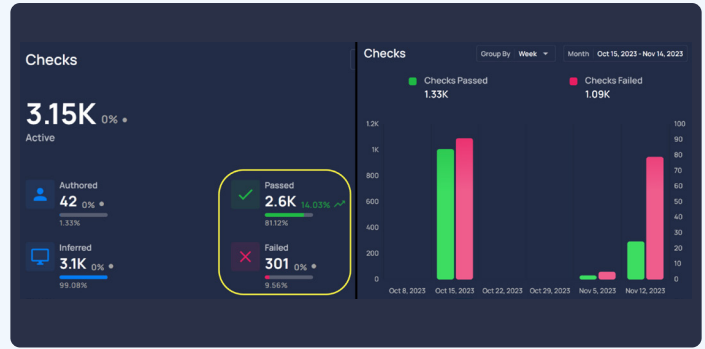 Checks
3.15K 0%
Active
Authored
42 0%
1.33%
Passed
2.6K 14.03%
81.12%
Inferred
3.1K 0%
99.08%
Failed
301 0%
9.56%
Checks
Group By Week
Month Oct 15, 2023 - Nov 14, 2023
Checks Passed
1.33K
Checks Failed
1.09K
1.2K
1K
800
600
400
200
0
100
90
80
70
60
50
40
30
20
10
0
Oct 8, 2023 Oct 15, 2023 Oct 22, 2023 Oct 29, 2023 Nov 5, 2023 Nov 12, 2023